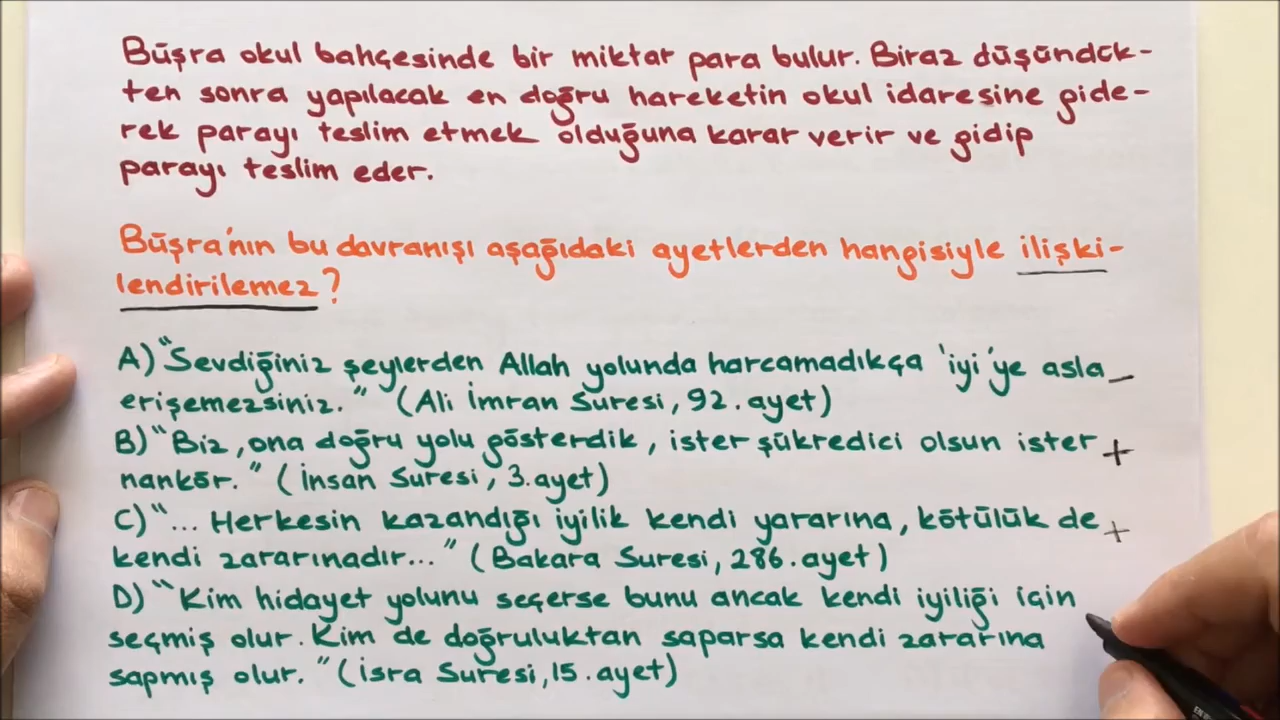 Büşra okul bahçesinde bir miktar para bulur. Biraz düşündük-
ten sonra yapılacak en doğru hareketin okul idaresine gide-
rek parayı teslim etmek olduğuna karar verir ve gidip
parayı teslim eder.
Büşra'nın bu davranışı aşağıdaki ayetlerden hangisiyle ilişki-
lendirilemez?
A) "Sevdiğiniz şeylerden Allah yolunda harcamadıkça 'iyi'ye asla -
erişemezsiniz." (Ali İmran Suresi, 92. ayet)
B) "Biz, ona doğru yolu gösterdik, ister şükredici olsun ister +
nankör." (İnsan Suresi, 3. ayet)
C) "... Herkesin kazandığı iyilik kendi yararına, kötülük de +
kendi zararınadır..." (Bakara Suresi, 286. ayet)
D) "Kim hidayet yolunu seçerse bunu ancak kendi iyiliği için
seçmiş olur. Kim de doğruluktan saparsa kendi zararına
sapmış olur." (İsra Suresi, 15. ayet)